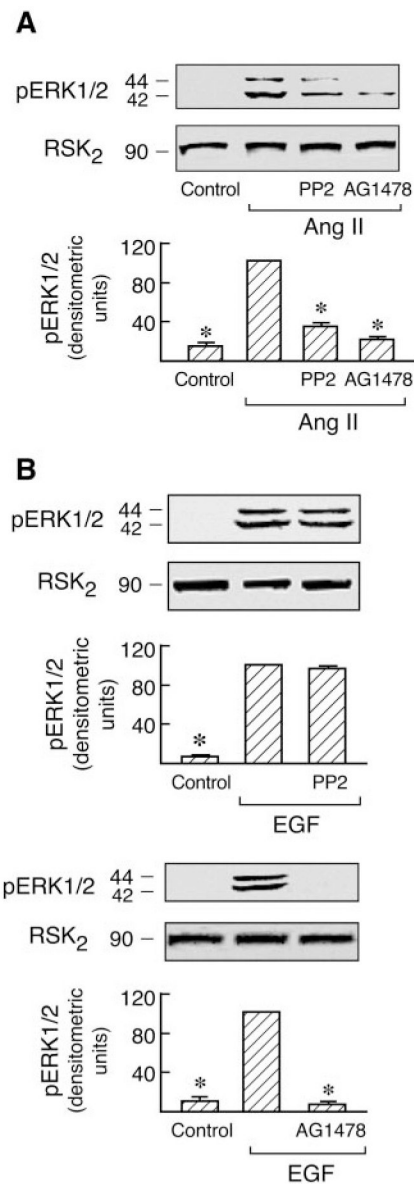 A
pERK1/2 44 –
42 –
RSK2 90 –
Control PP2 AG1478
Ang II
pERK1/2
(densitometric
units)
120
80
40
* * *
Control PP2 AG1478
Ang II
B
pERK1/2 44 –
42 –
RSK2 90 –
pERK1/2
(densitometric
units)
120
80
40
*
Control PP2
EGF
pERK1/2 44 –
42 –
RSK2 90 –
pERK1/2
(densitometric
units)
120
80
40
* *
Control AG1478
EGF